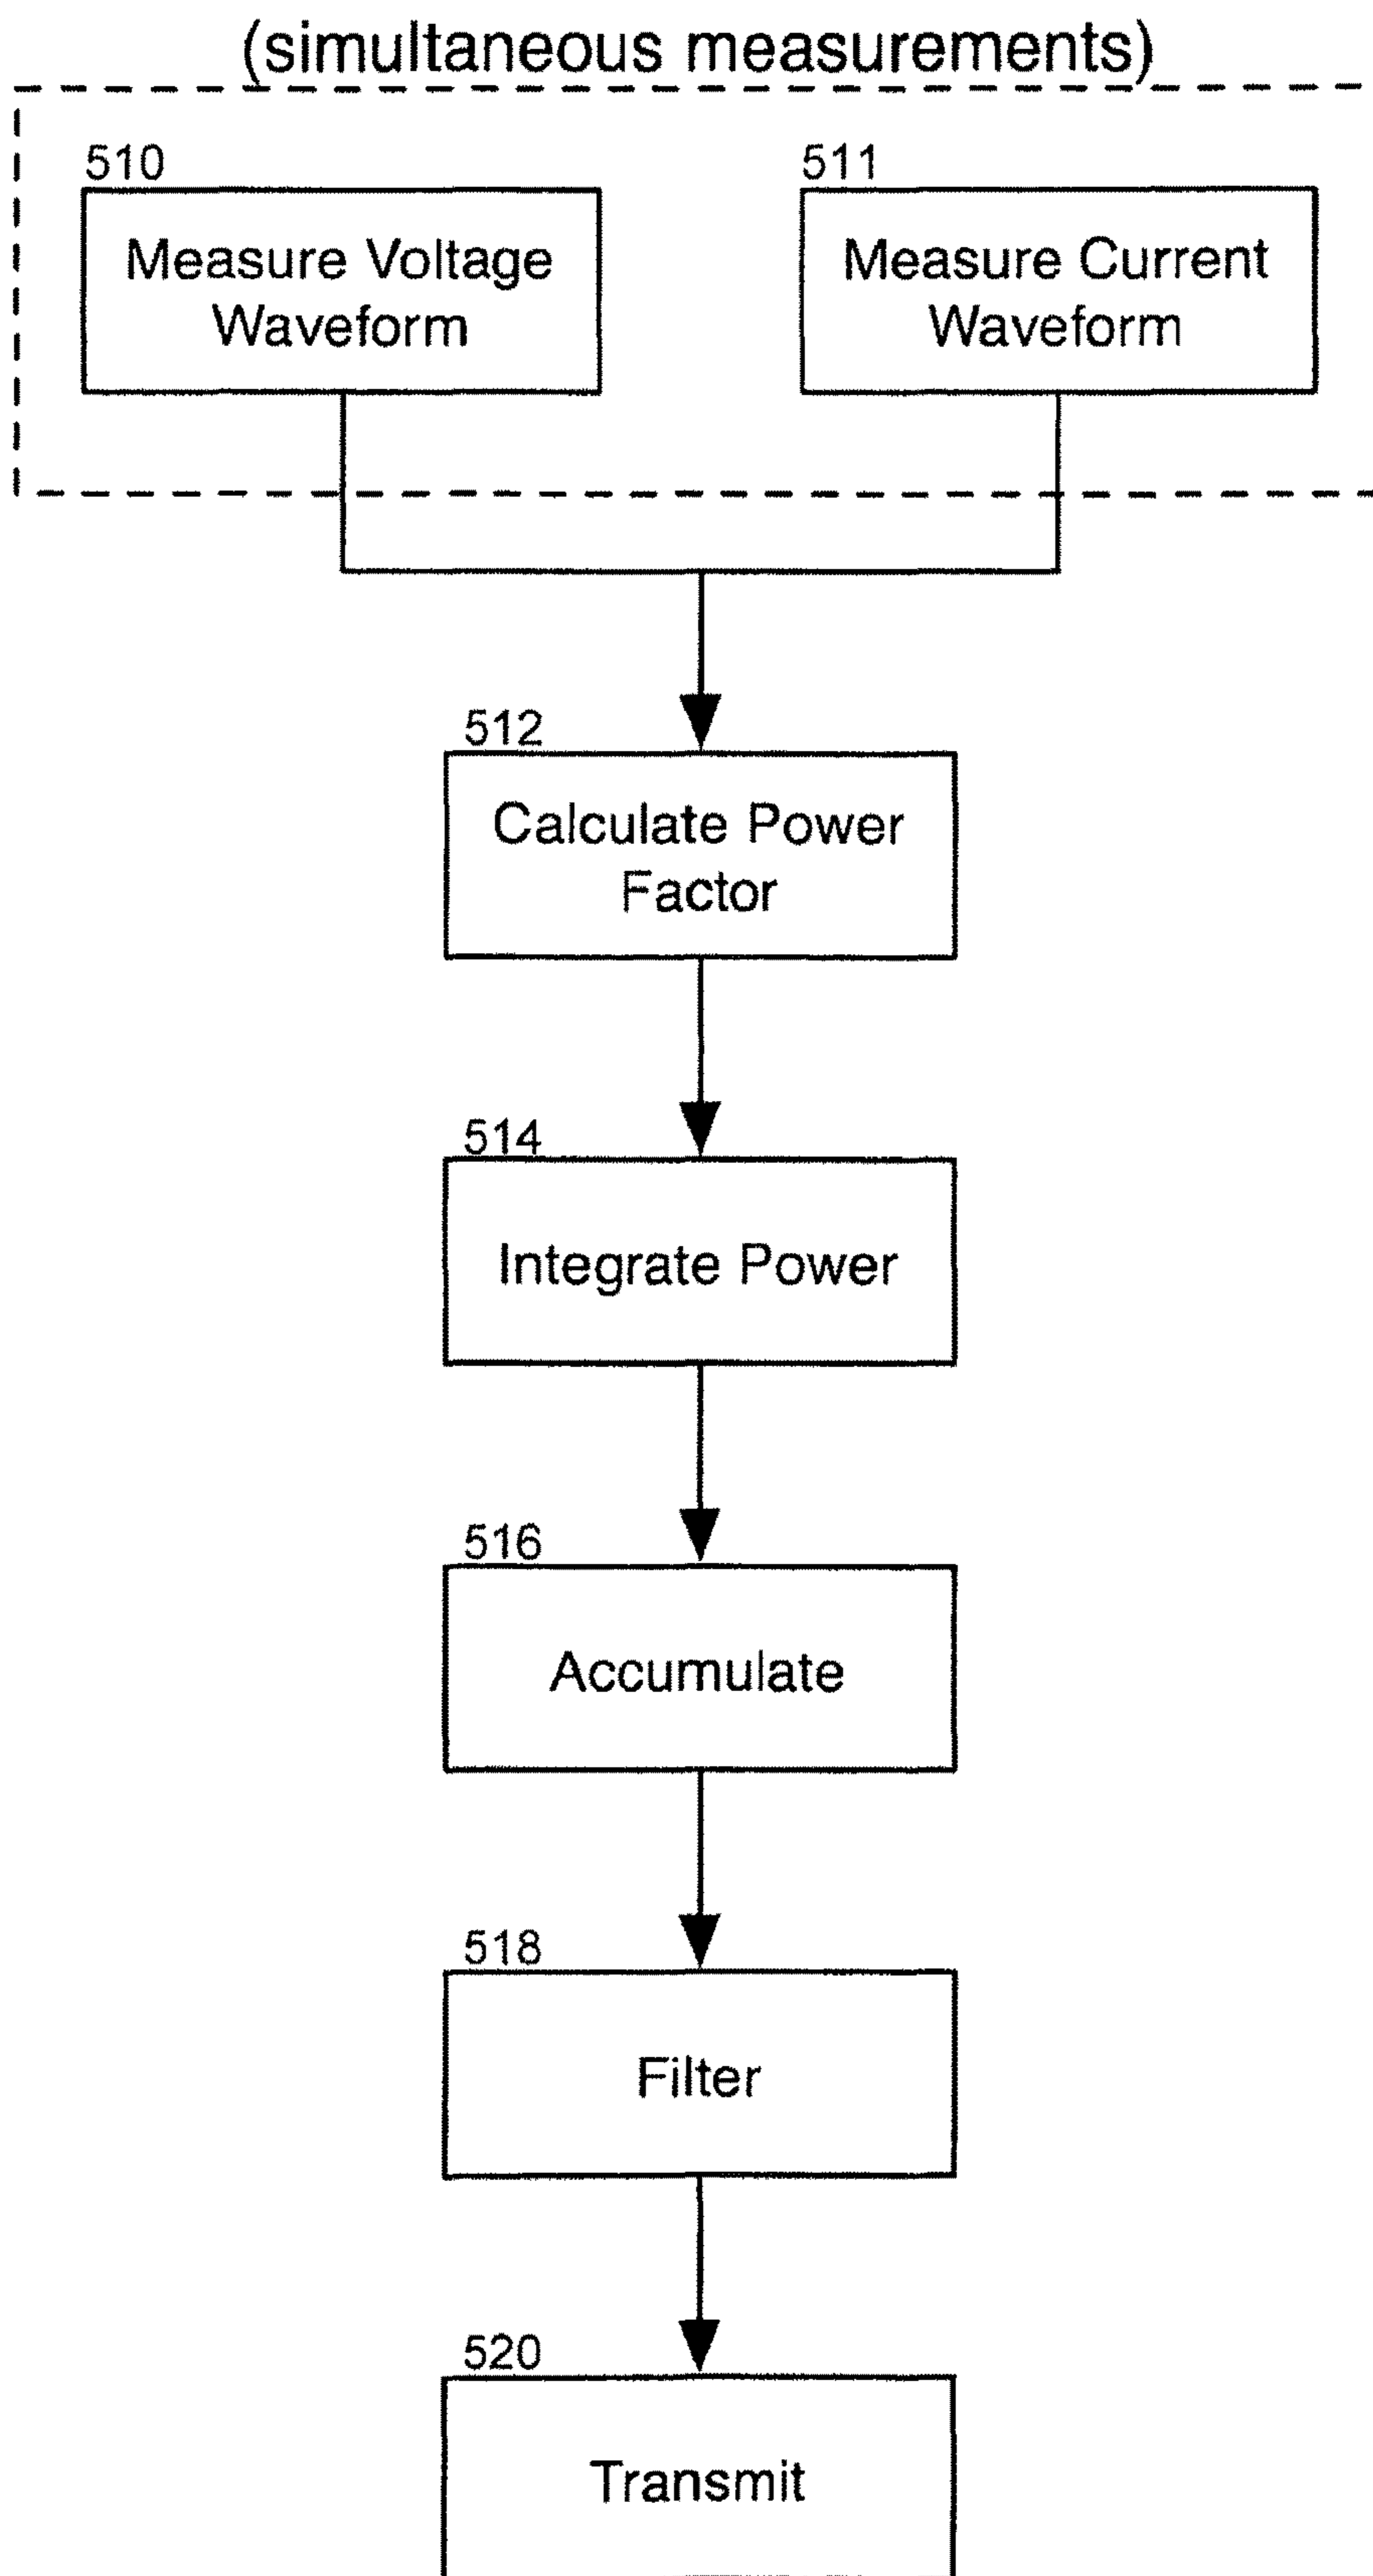 (simultaneous measurements)
510
Measure Voltage
Waveform
511
Measure Current
Waveform
512
Calculate Power
Factor
514
Integrate Power
516
Accumulate
518
Filter
520
Transmit